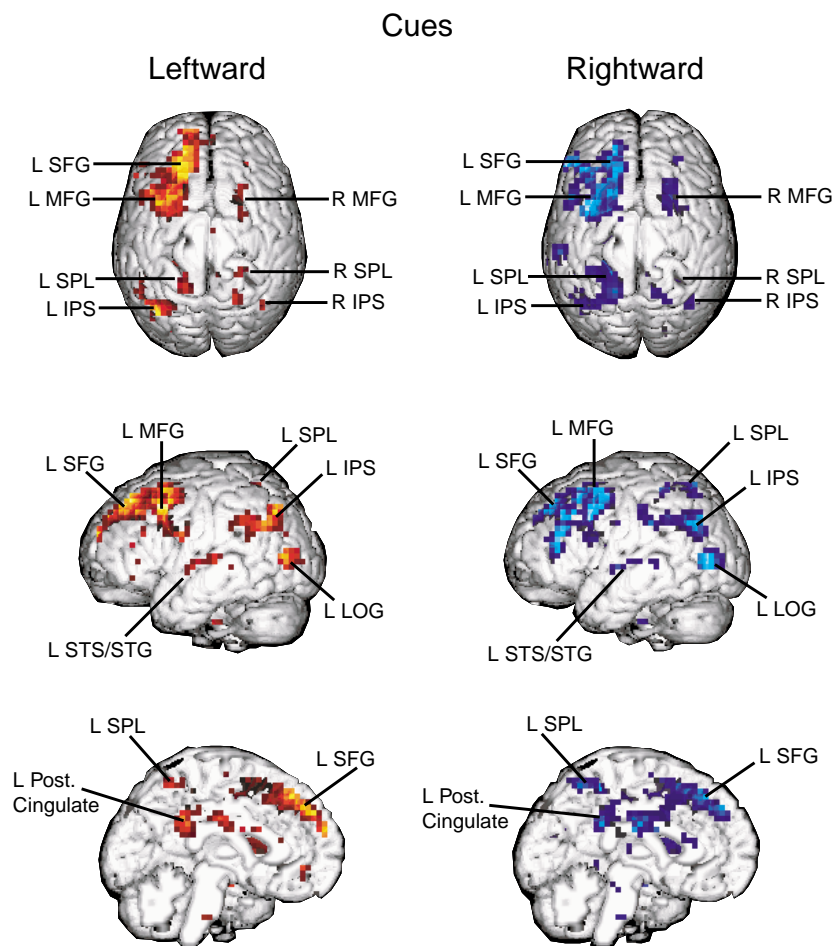 Cues
Leftward
Rightward
L SFG
L MFG
R MFG
L SPL
R SPL
L IPS
R IPS
L SFG
L MFG
R MFG
L SPL
R SPL
L IPS
R IPS
L MFG
L SPL
L SFG
L IPS
L LOG
L STS/STG
L MFG
L SPL
L SFG
L IPS
L LOG
L STS/STG
L SPL
L SFG
L Post.
Cingulate
L SPL
L SFG
L Post.
Cingulate